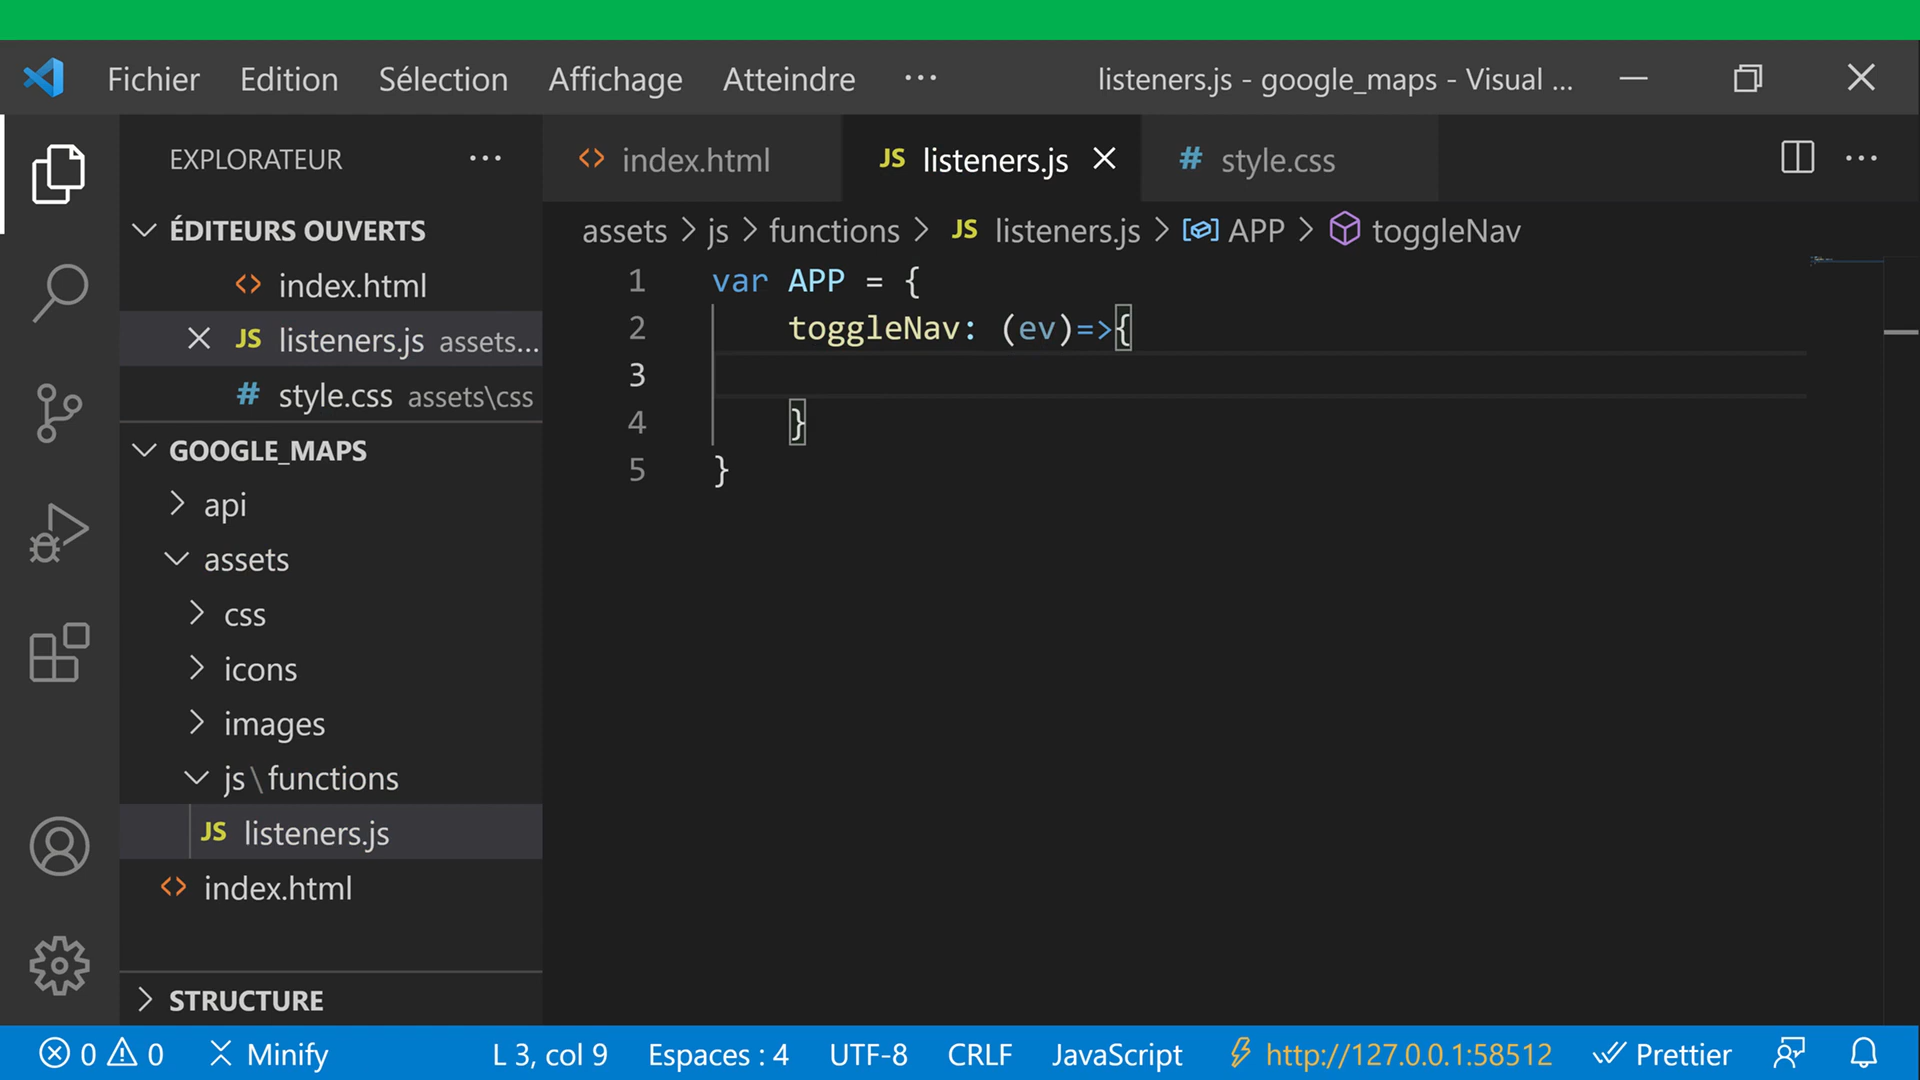 Fichier Edition Sélection Affichage Atteindre ··· listeners.js - google_maps - Visual ...
EXPLORATEUR ···
index.html
JS listeners.js
# style.css
ÉDITEURS OUVERTS
index.html
JS listeners.js assets...
# style.css assets\css
GOOGLE_MAPS
api
assets
css
icons
images
js\functions
JS listeners.js
index.html
STRUCTURE
assets > js > functions > JS listeners.js > APP > toggleNav
1 var APP = {
2 toggleNav: (ev)=>{
3
4 }
5 }
0 0 Minify L 3, col 9 Espaces : 4 UTF-8 CRLF JavaScript http://127.0.0.1:58512 Prettier